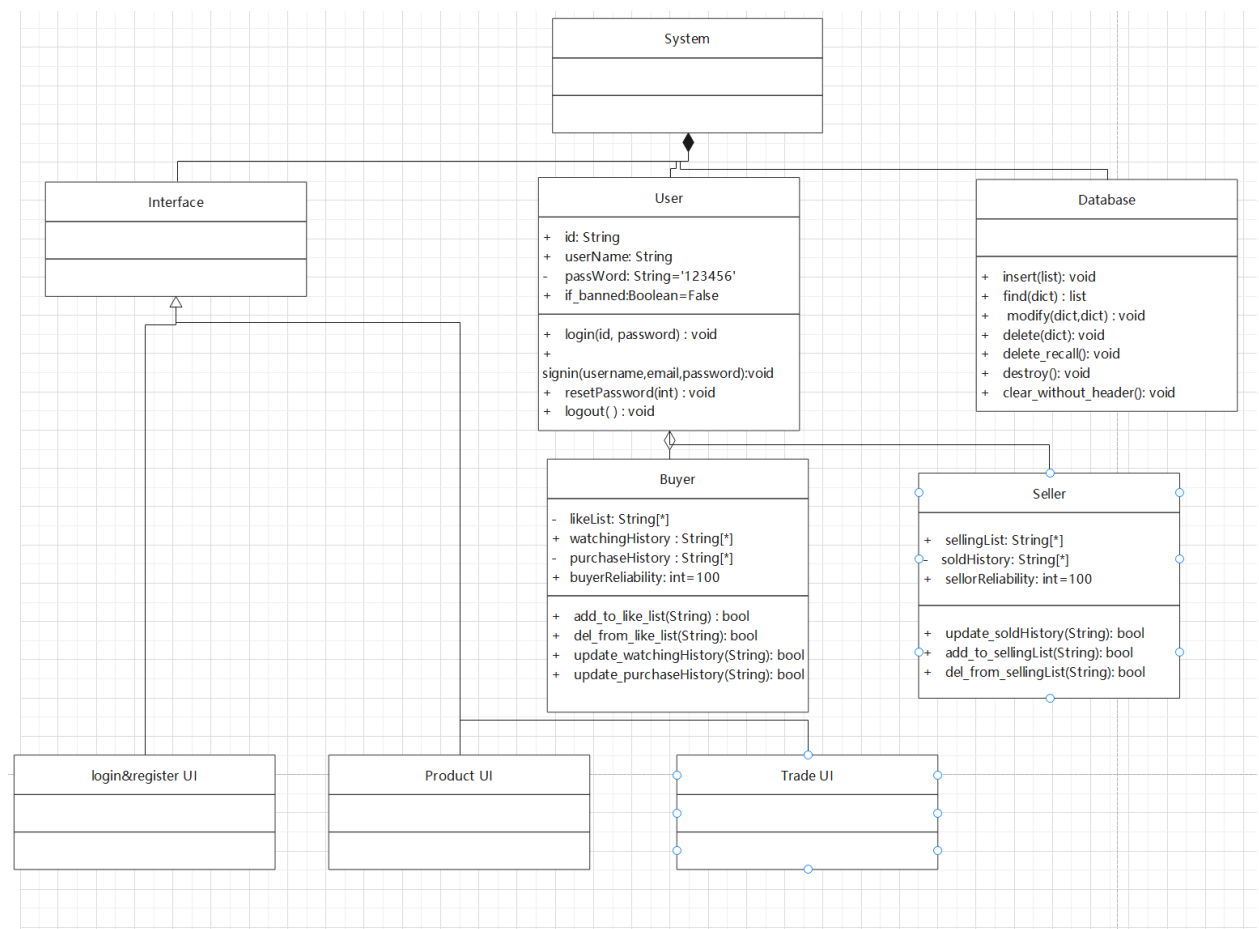 System
Interface
User
+ id: String
+ userName: String
- passWord: String='123456'
+ if_banned:Boolean=False
+ login(id, password) : void
+
signin(username,email,password):void
+ resetPassword(int) : void
+ logout( ) : void
Database
+ insert(list): void
+ find(dict) : list
+ modify(dict,dict) : void
+ delete(dict): void
+ delete_recall(): void
+ destroy(): void
+ clear_without_header(): void
Buyer
- likeList: String[*]
+ watchingHistory : String[*]
- purchaseHistory : String[*]
+ buyerReliability: int=100
+ add_to_like_list(String) : bool
+ del_from_like_list(String): bool
+ update_watchingHistory(String): bool
+ update_purchaseHistory(String): bool
Seller
+ sellingList: String[*]
- soldHistory: String[*]
+ sellorReliability: int=100
+ update_soldHistory(String): bool
+ add_to_sellingList(String): bool
+ del_from_sellingList(String): bool
login&register UI
Product UI
Trade UI